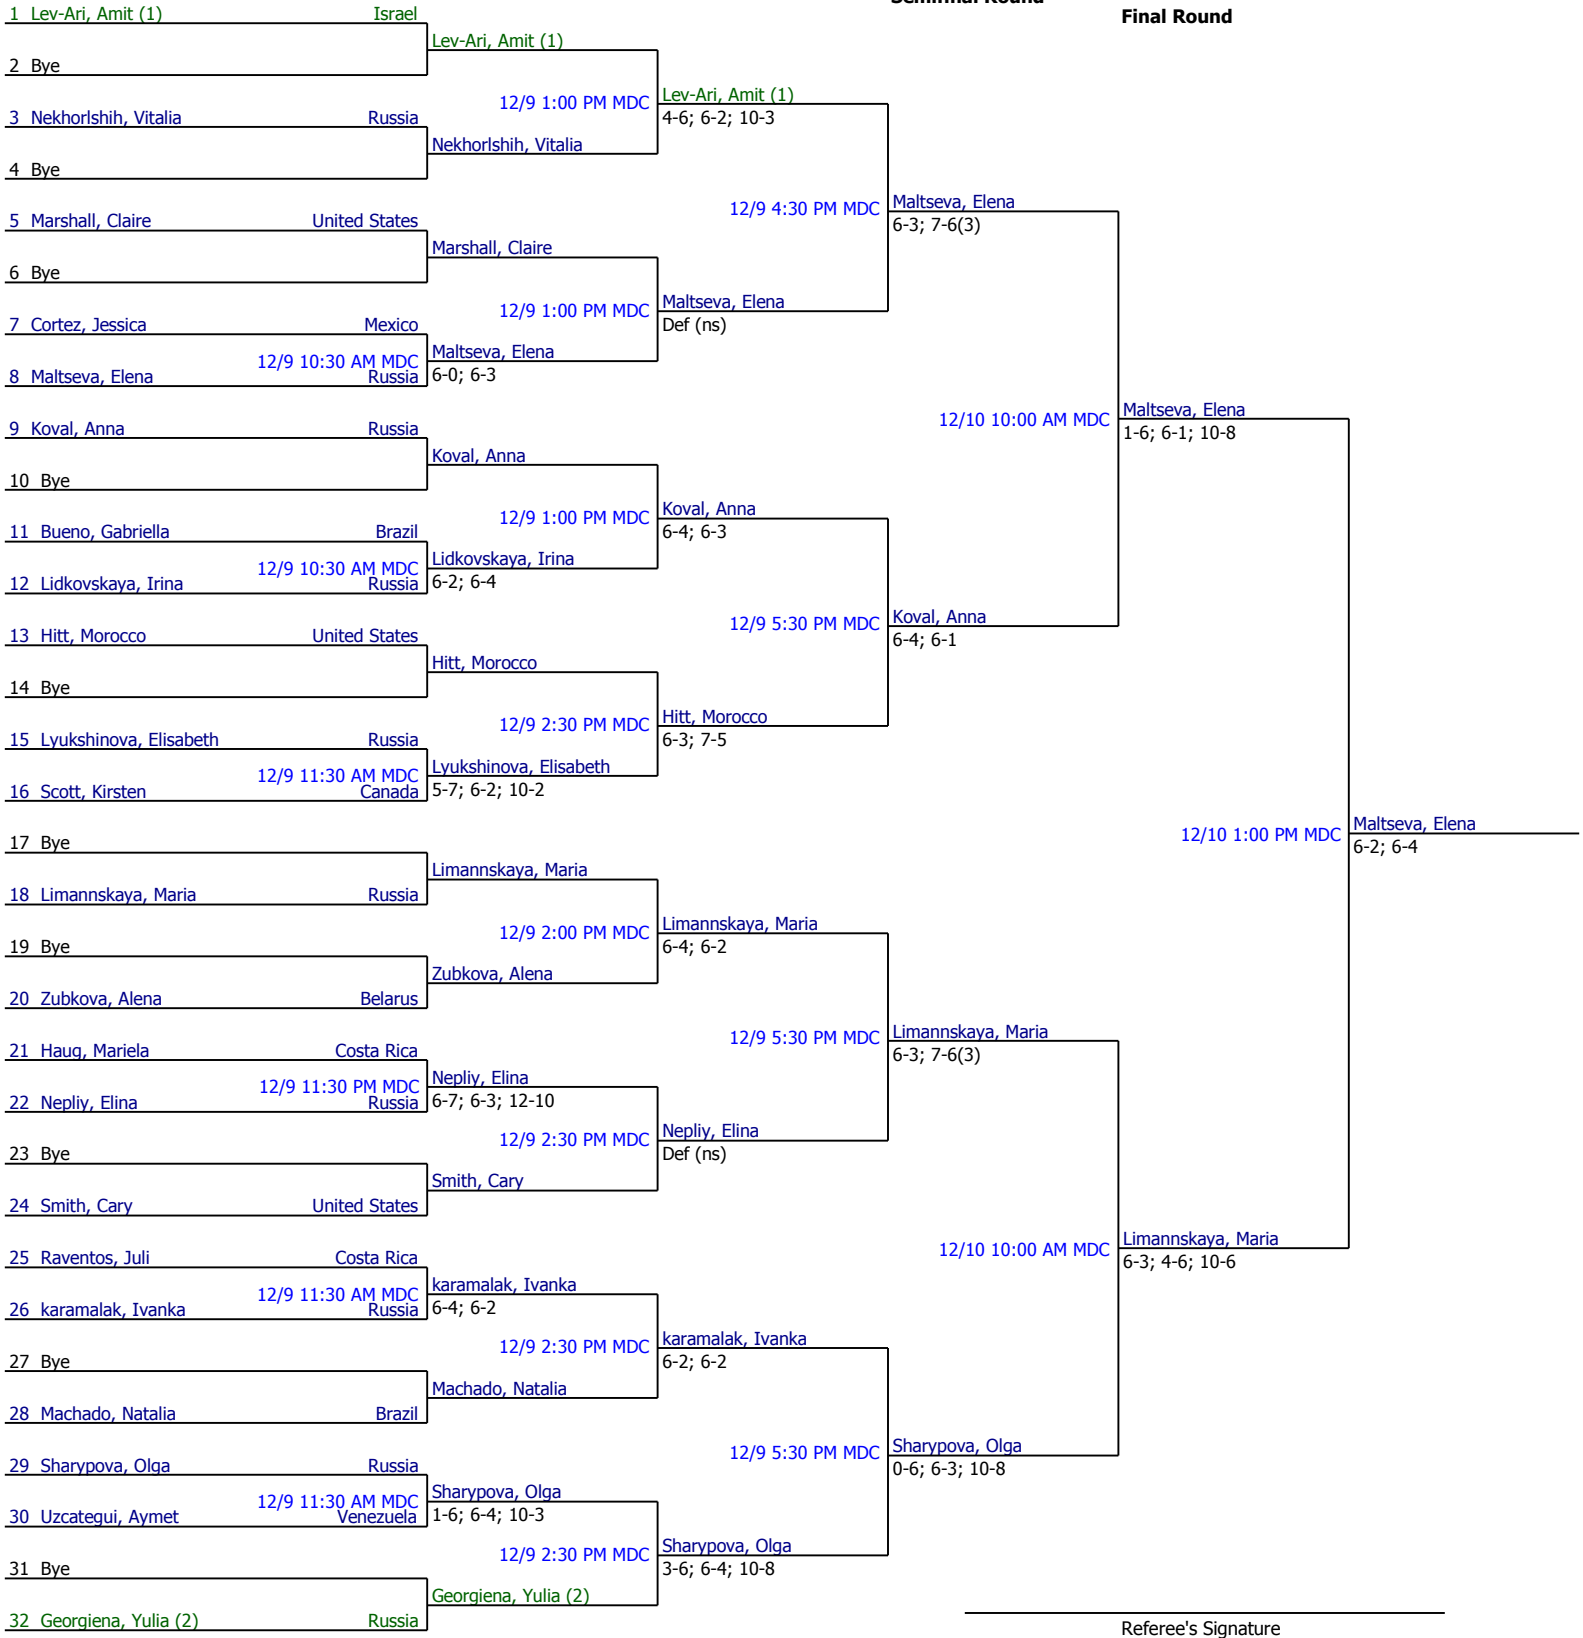 Final Round
1 Lev-Ari, Amit (1) Israel
Lev-Ari, Amit (1)
2 Bye
12/9 1:00 PM MDC
Lev-Ari, Amit (1)
4-6; 6-2; 10-3
3 Nekhorlshih, Vitalia Russia
Nekhorlshih, Vitalia
4 Bye
12/9 4:30 PM MDC
Maltseva, Elena
6-3; 7-6(3)
5 Marshall, Claire United States
Marshall, Claire
6 Bye
12/9 1:00 PM MDC
Maltseva, Elena
Def (ns)
7 Cortez, Jessica Mexico
12/9 10:30 AM MDC
Maltseva, Elena
6-0; 6-3
8 Maltseva, Elena Russia
12/10 10:00 AM MDC
Maltseva, Elena
1-6; 6-1; 10-8
9 Koval, Anna Russia
Koval, Anna
10 Bye
12/9 1:00 PM MDC
Koval, Anna
6-4; 6-3
11 Bueno, Gabriella Brazil
12/9 10:30 AM MDC
Lidkovskaya, Irina
6-2; 6-4
12 Lidkovskaya, Irina Russia
12/9 5:30 PM MDC
Koval, Anna
6-4; 6-1
13 Hitt, Morocco United States
Hitt, Morocco
14 Bye
12/9 2:30 PM MDC
Hitt, Morocco
6-3; 7-5
15 Lyukshinova, Elisabeth Russia
12/9 11:30 AM MDC
Lyukshinova, Elisabeth
5-7; 6-2; 10-2
16 Scott, Kirsten Canada
12/10 1:00 PM MDC
Maltseva, Elena
6-2; 6-4
17 Bye
Limannskaya, Maria
18 Limannskaya, Maria Russia
12/9 2:00 PM MDC
Limannskaya, Maria
6-4; 6-2
19 Bye
Zubkova, Alena
20 Zubkova, Alena Belarus
12/9 5:30 PM MDC
Limannskaya, Maria
6-3; 7-6(3)
21 Haug, Mariela Costa Rica
12/9 11:30 PM MDC
Nepliy, Elina
6-7; 6-3; 12-10
22 Nepliy, Elina Russia
12/9 2:30 PM MDC
Nepliy, Elina
Def (ns)
23 Bye
Smith, Cary
24 Smith, Cary United States
12/10 10:00 AM MDC
Limannskaya, Maria
6-3; 4-6; 10-6
25 Raventos, Juli Costa Rica
12/9 11:30 AM MDC
karamalak, Ivanka
6-4; 6-2
26 karamalak, Ivanka Russia
12/9 2:30 PM MDC
karamalak, Ivanka
6-2; 6-2
27 Bye
Machado, Natalia
28 Machado, Natalia Brazil
12/9 5:30 PM MDC
Sharypova, Olga
0-6; 6-3; 10-8
29 Sharypova, Olga Russia
12/9 11:30 AM MDC
Sharypova, Olga
1-6; 6-4; 10-3
30 Uzcategui, Aymet Venezuela
12/9 2:30 PM MDC
Sharypova, Olga
3-6; 6-4; 10-8
31 Bye
Georgiena, Yulia (2)
32 Georgiena, Yulia (2) Russia
Referee's Signature